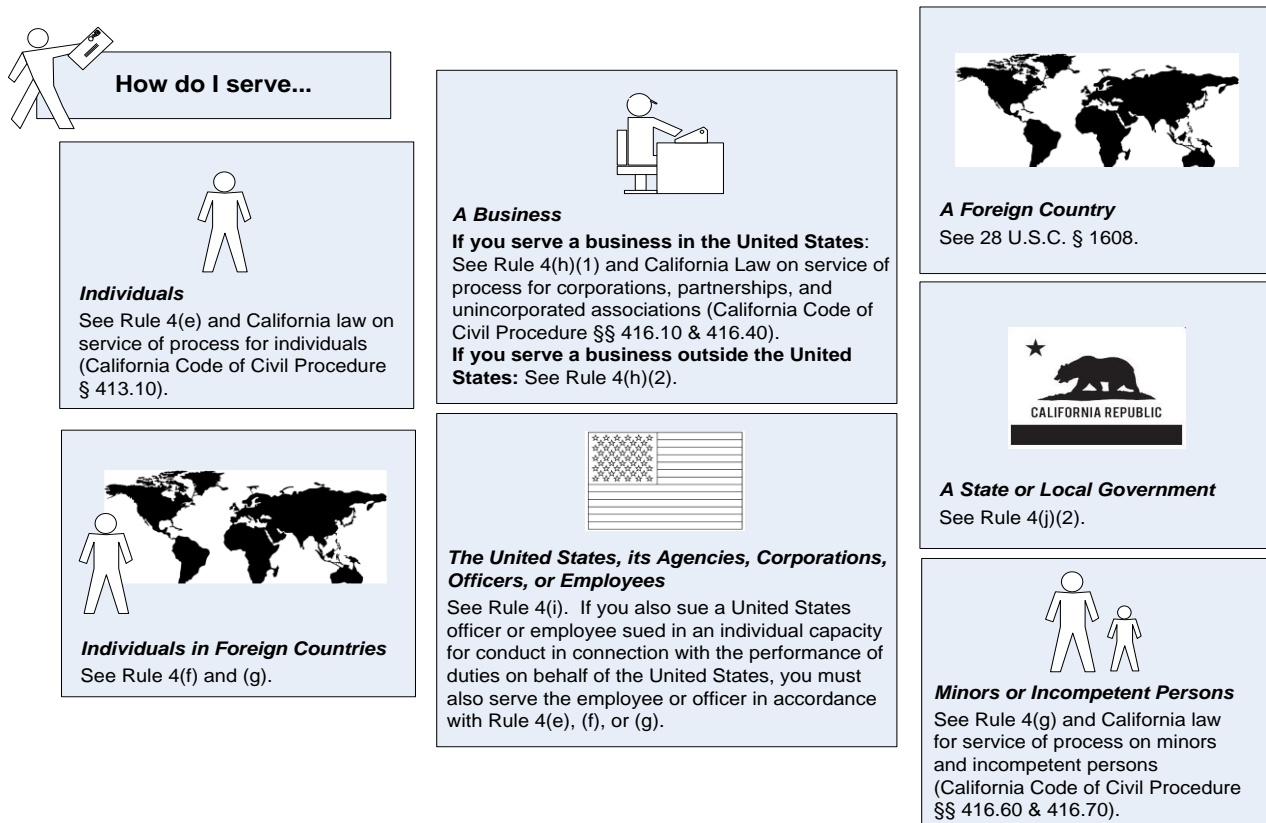 How do I serve...
Individuals
See Rule 4(e) and California law on
service of process for individuals
(California Code of Civil Procedure
§ 413.10).
Individuals in Foreign Countries
See Rule 4(f) and (g).
A Business
If you serve a business in the United States:
See Rule 4(h)(1) and California Law on service of
process for corporations, partnerships, and
unincorporated associations (California Code of
Civil Procedure §§ 416.10 & 416.40).
If you serve a business outside the United
States: See Rule 4(h)(2).
The United States, its Agencies, Corporations,
Officers, or Employees
See Rule 4(i).  If you also sue a United States
officer or employee sued in an individual capacity
for conduct in connection with the performance of
duties on behalf of the United States, you must
also serve the employee or officer in accordance
with Rule 4(e), (f), or (g).
A Foreign Country
See 28 U.S.C. § 1608.
CALIFORNIA REPUBLIC
A State or Local Government
See Rule 4(j)(2).
Minors or Incompetent Persons
See Rule 4(g) and California law
for service of process on minors
and incompetent persons
(California Code of Civil Procedure
§§ 416.60 & 416.70).